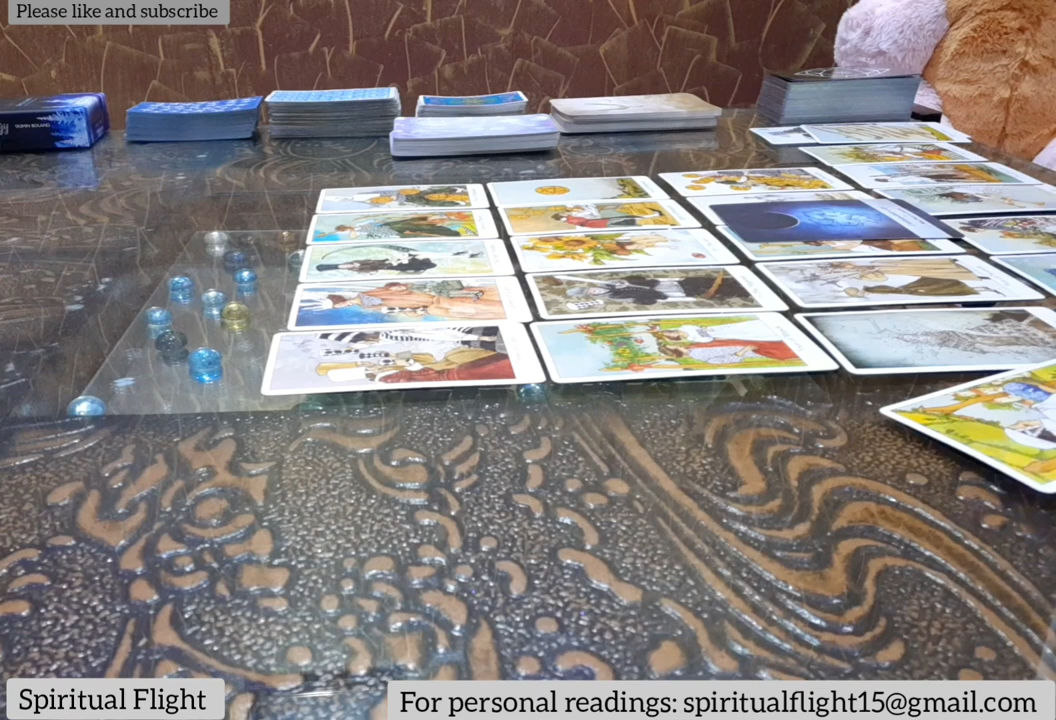 Please like and subscribe
Spiritual Flight
For personal readings: spiritualflight15@gmail.com